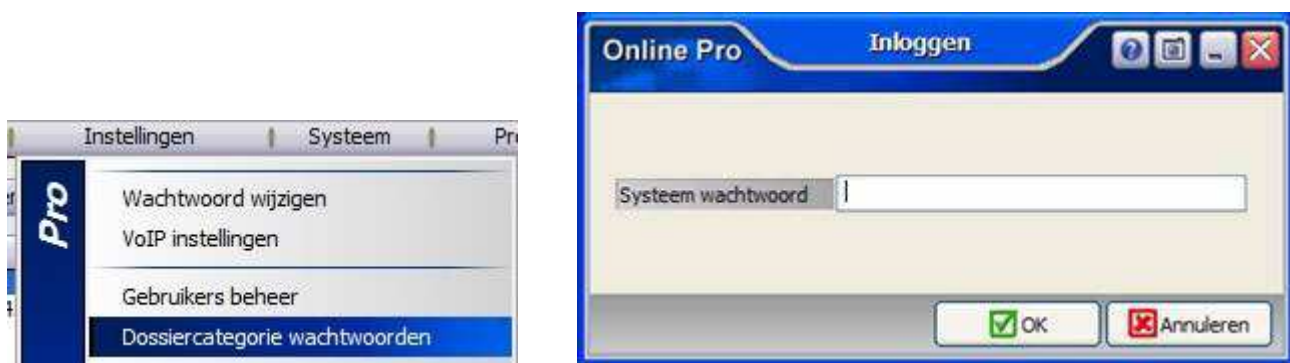 Instellingen Systeem
Pro
Wachtwoord wijzigen
VoIP instellingen
Gebruikers beheer
Dossiercategorie wachtwoorden
Online Pro Inloggen
Systeem wachtwoord
OK Annuleren